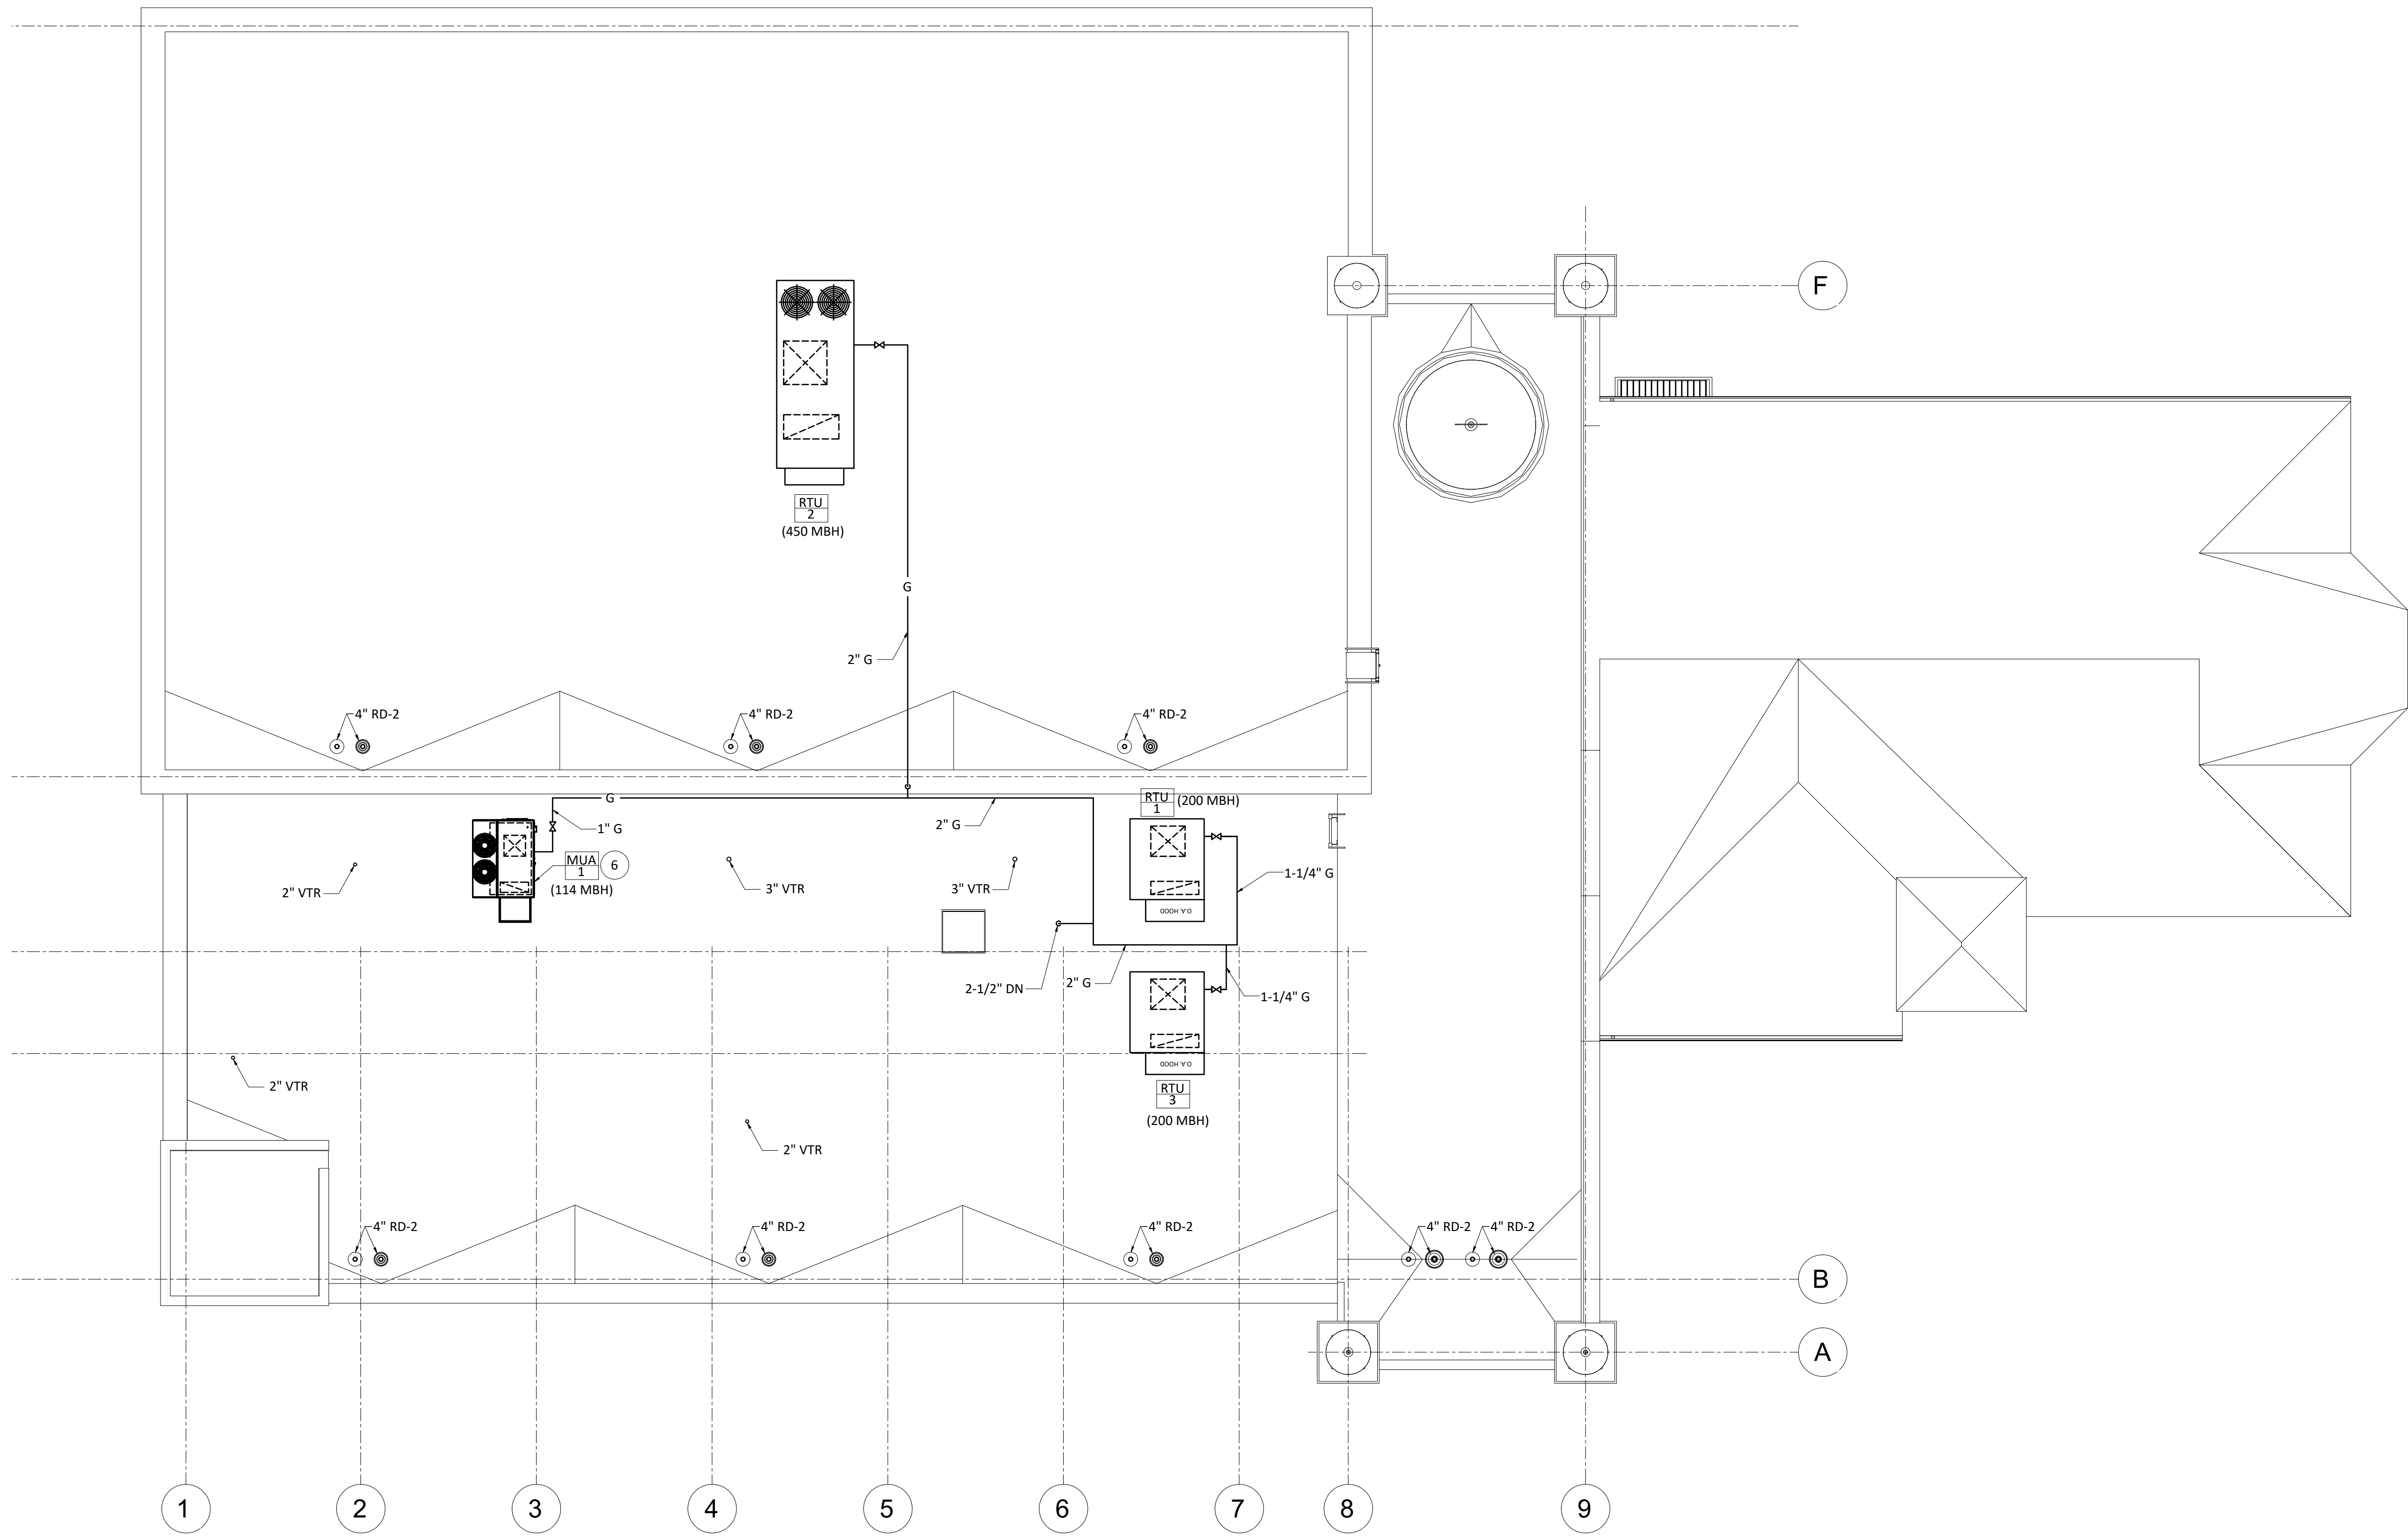 F
RTU
2
(450 MBH)
G
2" G
4" RD-2
4" RD-2
4" RD-2
G
1" G
2" G
RTU
1
(200 MBH)
MUA
1
6
(114 MBH)
2" VTR
3" VTR
3" VTR
1-1/4" G
O.A. HOOD
2-1/2" DN
2" G
1-1/4" G
O.A. HOOD
RTU
3
(200 MBH)
2" VTR
2" VTR
4" RD-2
4" RD-2
4" RD-2
4" RD-2
4" RD-2
B
A
1
2
3
4
5
6
7
8
9